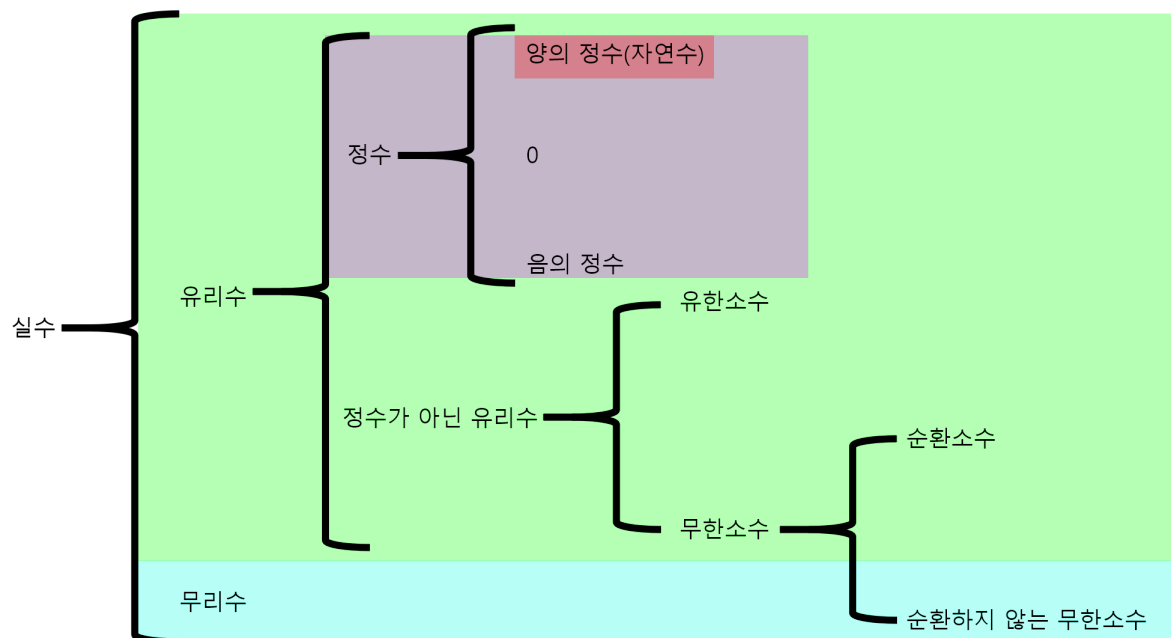 양의 정수(자연수)
정수
0
음의 정수
유리수
유한소수
실수
정수가 아닌 유리수
순환소수
무한소수
무리수
순환하지 않는 무한소수